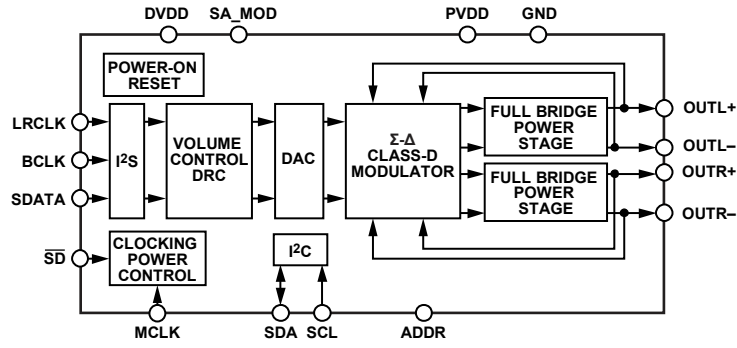 DVDD SA_MOD PVDD GND
POWER-ON
RESET
LRCLK
BCLK
SDATA
I²S
VOLUME
CONTROL
DRC
DAC
Σ-Δ
CLASS-D
MODULATOR
FULL BRIDGE
POWER
STAGE
FULL BRIDGE
POWER
STAGE
OUTL+
OUTL–
OUTR+
OUTR–
S̅D̅
CLOCKING
POWER
CONTROL
I²C
MCLK SDA SCL ADDR